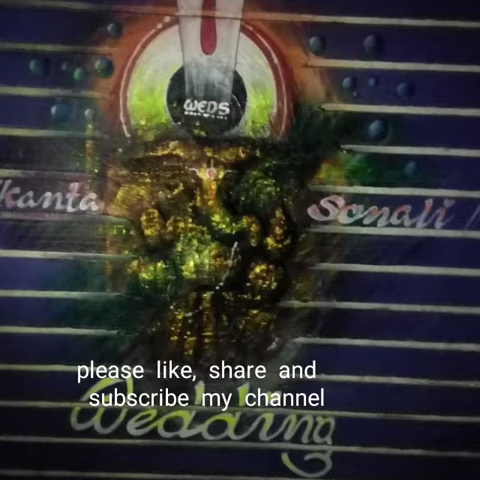 WEDS
kanta
Sonali
please like, share and
subscribe my channel
Wedding